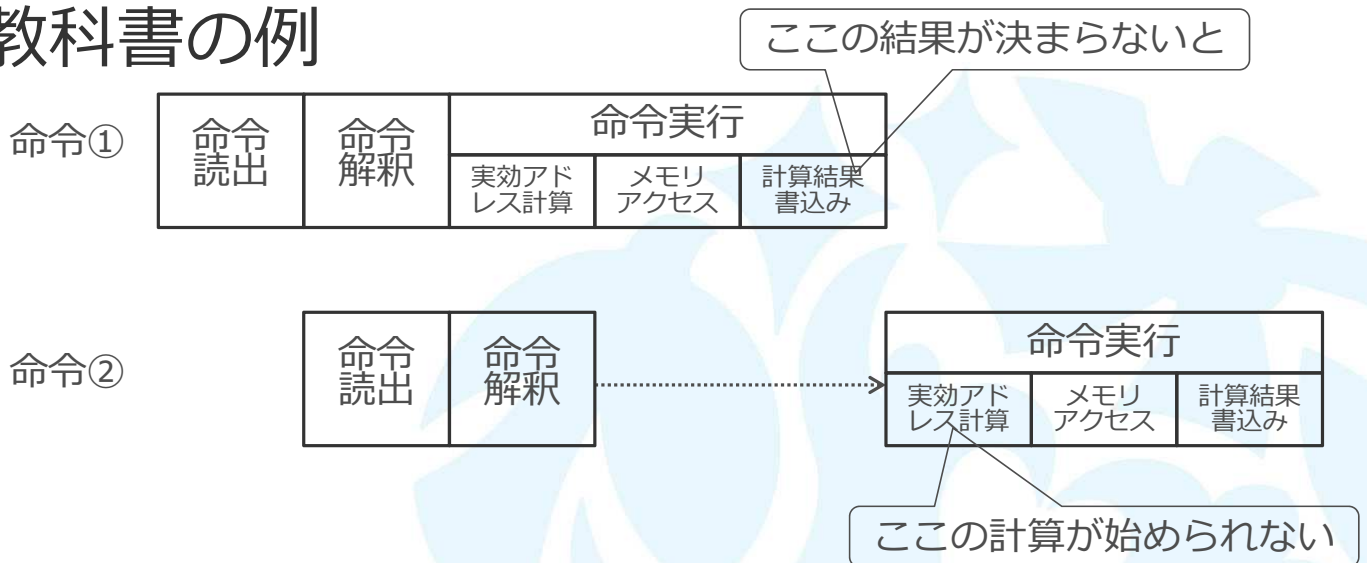 教科書の例
ここの結果が決まらないと
命令①
命令
読出
命令
解釈
命令実行
実効アド
レス計算
メモリ
アクセス
計算結果
書込み
命令②
命令
読出
命令
解釈
命令実行
実効アド
レス計算
メモリ
アクセス
計算結果
書込み
ここの計算が始められない